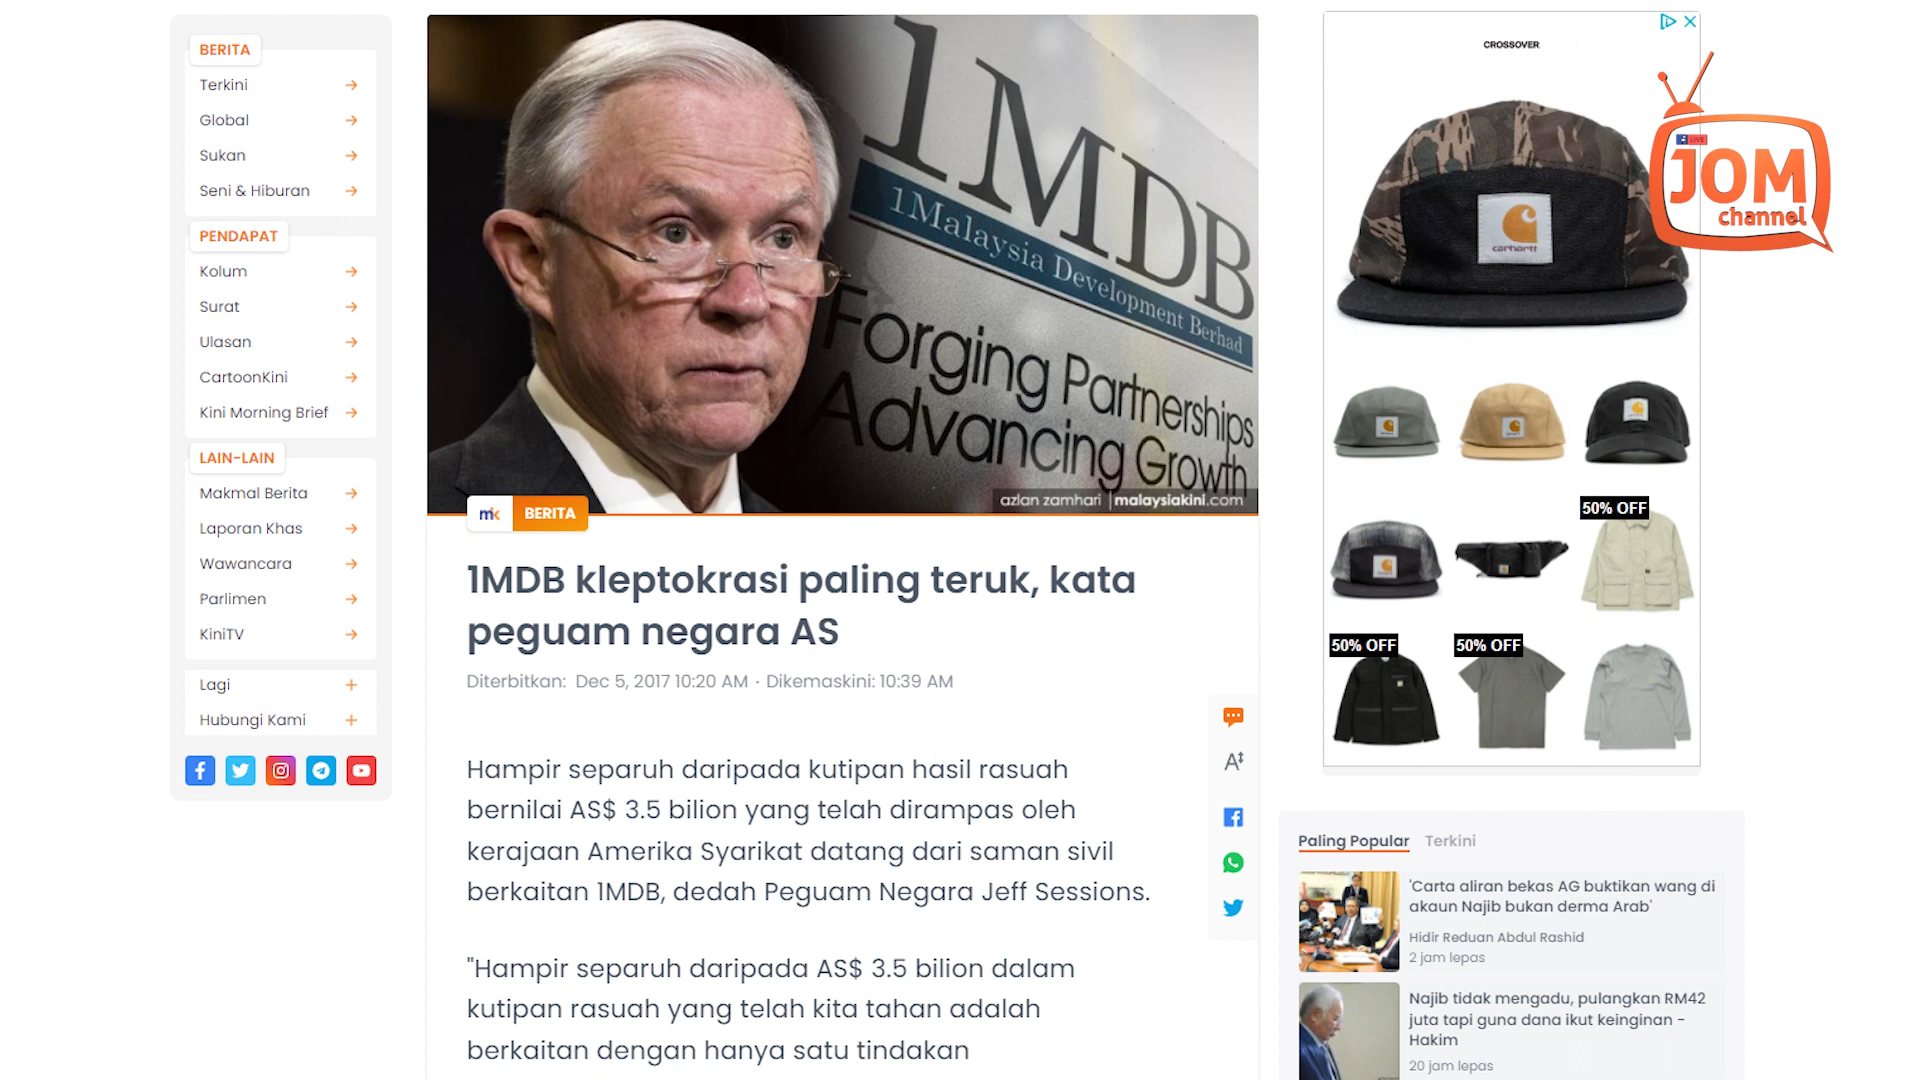 BERITA
Terkini
Global
Sukan
Seni & Hiburan
PENDAPAT
Kolum
Surat
Ulasan
CartoonKini
Kini Morning Brief
LAIN-LAIN
Makmal Berita
Laporan Khas
Wawancara
Parlimen
KiniTV
Lagi
Hubungi Kami
1MDB
1Malaysia Development Berhad
Forging Partnerships
Advancing Growth
azlan zamhari | malaysiakini.com
mk BERITA
1MDB kleptokrasi paling teruk, kata
peguam negara AS
Diterbitkan: Dec 5, 2017 10:20 AM · Dikemaskini: 10:39 AM
Hampir separuh daripada kutipan hasil rasuah
bernilai AS$ 3.5 bilion yang telah dirampas oleh
kerajaan Amerika Syarikat datang dari saman sivil
berkaitan 1MDB, dedah Peguam Negara Jeff Sessions.
"Hampir separuh daripada AS$ 3.5 bilion dalam
kutipan rasuah yang telah kita tahan adalah
berkaitan dengan hanya satu tindakan
CROSSOVER
carhartt
LIVE
JOM
channel
50% OFF
50% OFF
50% OFF
Paling Popular Terkini
'Carta aliran bekas AG buktikan wang di
akaun Najib bukan derma Arab'
Hidir Reduan Abdul Rashid
2 jam lepas
Najib tidak mengadu, pulangkan RM42
juta tapi guna dana ikut keinginan -
Hakim
20 jam lepas